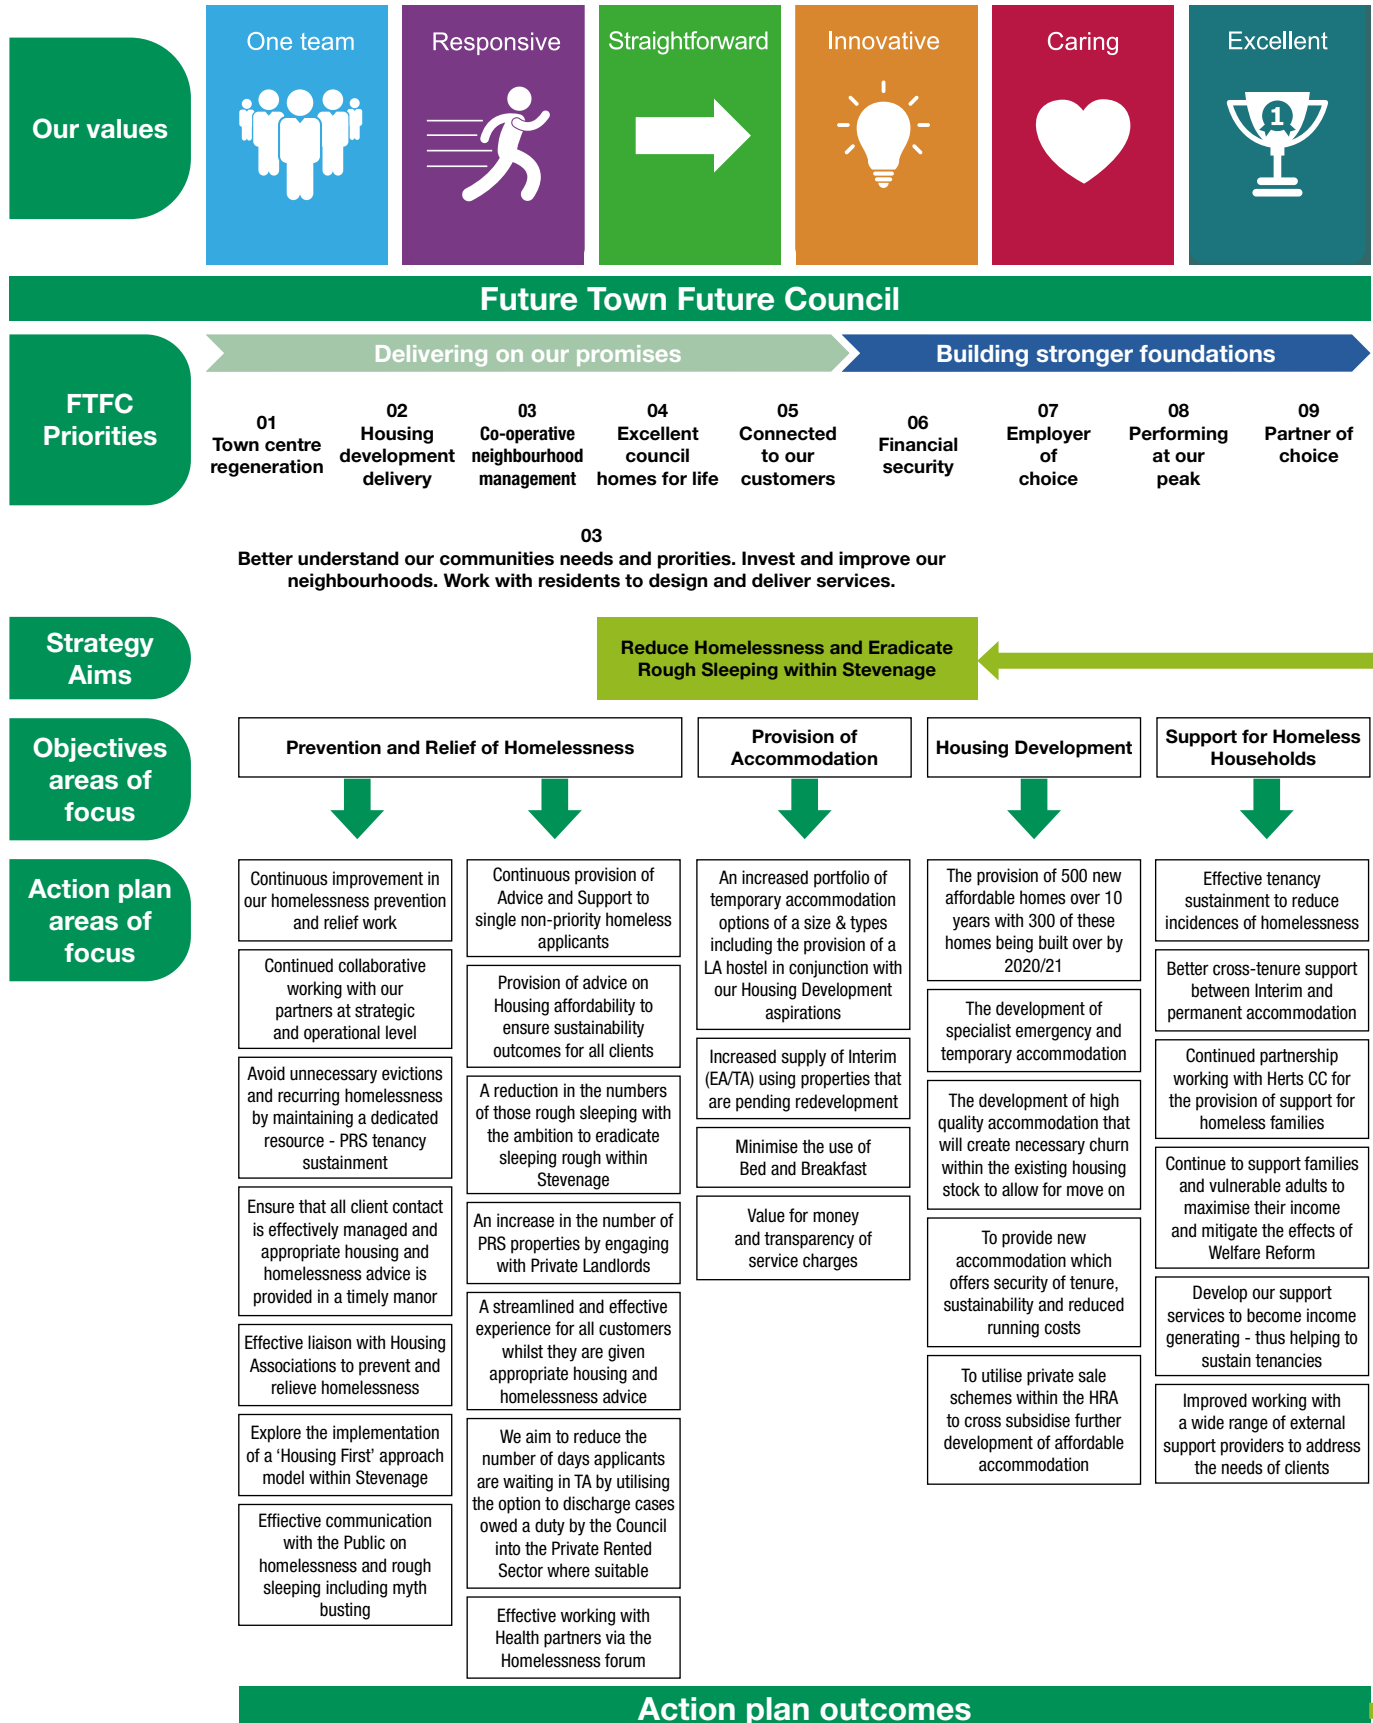 Our values
One team
Responsive
Straightforward
Innovative
Caring
Excellent
1
Future Town Future Council
FTFC
Priorities
Delivering on our promises
Building stronger foundations
01
Town centre
regeneration
02
Housing
development
delivery
03
Co-operative
neighbourhood
management
04
Excellent
council
homes for life
05
Connected
to our
customers
06
Financial
security
07
Employer
of
choice
08
Performing
at our
peak
09
Partner of
choice
03
Better understand our communities needs and prorities. Invest and improve our
neighbourhoods. Work with residents to design and deliver services.
Strategy
Aims
Reduce Homelessness and Eradicate
Rough Sleeping within Stevenage
Objectives
areas of
focus
Prevention and Relief of Homelessness
Provision of
Accommodation
Housing Development
Support for Homeless
Households
Action plan
areas of
focus
Continuous improvement in
our homelessness prevention
and relief work
Continued collaborative
working with our
partners at strategic
and operational level
Avoid unnecessary evictions
and recurring homelessness
by maintaining a dedicated
resource - PRS tenancy
sustainment
Ensure that all client contact
is effectively managed and
appropriate housing and
homelessness advice is
provided in a timely manor
Effective liaison with Housing
Associations to prevent and
relieve homelessness
Explore the implementation
of a ‘Housing First’ approach
model within Stevenage
Effiective communication
with the Public on
homelessness and rough
sleeping including myth
busting
Continuous provision of
Advice and Support to
single non-priority homeless
applicants
Provision of advice on
Housing affordability to
ensure sustainability
outcomes for all clients
A reduction in the numbers
of those rough sleeping with
the ambition to eradicate
sleeping rough within
Stevenage
An increase in the number of
PRS properties by engaging
with Private Landlords
A streamlined and effective
experience for all customers
whilst they are given
appropriate housing and
homelessness advice
We aim to reduce the
number of days applicants
are waiting in TA by utilising
the option to discharge cases
owed a duty by the Council
into the Private Rented
Sector where suitable
Effective working with
Health partners via the
Homelessness forum
An increased portfolio of
temporary accommodation
options of a size & types
including the provision of a
LA hostel in conjunction with
our Housing Development
aspirations
Increased supply of Interim
(EA/TA) using properties that
are pending redevelopment
Minimise the use of
Bed and Breakfast
Value for money
and transparency of
service charges
The provision of 500 new
affordable homes over 10
years with 300 of these
homes being built over by
2020/21
The development of
specialist emergency and
temporary accommodation
The development of high
quality accommodation that
will create necessary churn
within the existing housing
stock to allow for move on
To provide new
accommodation which
offers security of tenure,
sustainability and reduced
running costs
To utilise private sale
schemes within the HRA
to cross subsidise further
development of affordable
accommodation
Effective tenancy
sustainment to reduce
incidences of homelessness
Better cross-tenure support
between Interim and
permanent accommodation
Continued partnership
working with Herts CC for
the provision of support for
homeless families
Continue to support families
and vulnerable adults to
maximise their income
and mitigate the effects of
Welfare Reform
Develop our support
services to become income
generating - thus helping to
sustain tenancies
Improved working with
a wide range of external
support providers to address
the needs of clients
Action plan outcomes